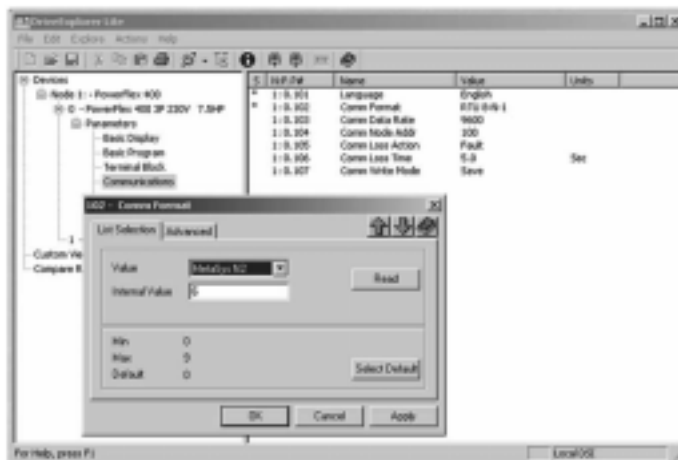 DriveExplorer Lite
File Edit Explore Actions Help
Devices
Node 1: - PowerFlex 400
0 - PowerFlex 400 3P 230V 7.5HP
Parameters
Basic Display
Basic Program
Terminal Block
Communications
1
Custom Vie
Compare R
S N.P.P# Name Value Units
* 1:0.101 Language English
* 1:0.102 Comm Format RTU 8-N-1
1:0.103 Comm Data Rate 9600
1:0.104 Comm Node Addr 100
1:0.105 Comm Loss Action Fault
1:0.106 Comm Loss Time 5.0 Sec
1:0.107 Comm Write Mode Save
102 - Comm Format
List Selection Advanced
Value MetaSys N2
Internal Value 6
Read
Min 0
Max 9
Default 0
Select Default
OK Cancel Apply
For Help, press F1
Local DSI